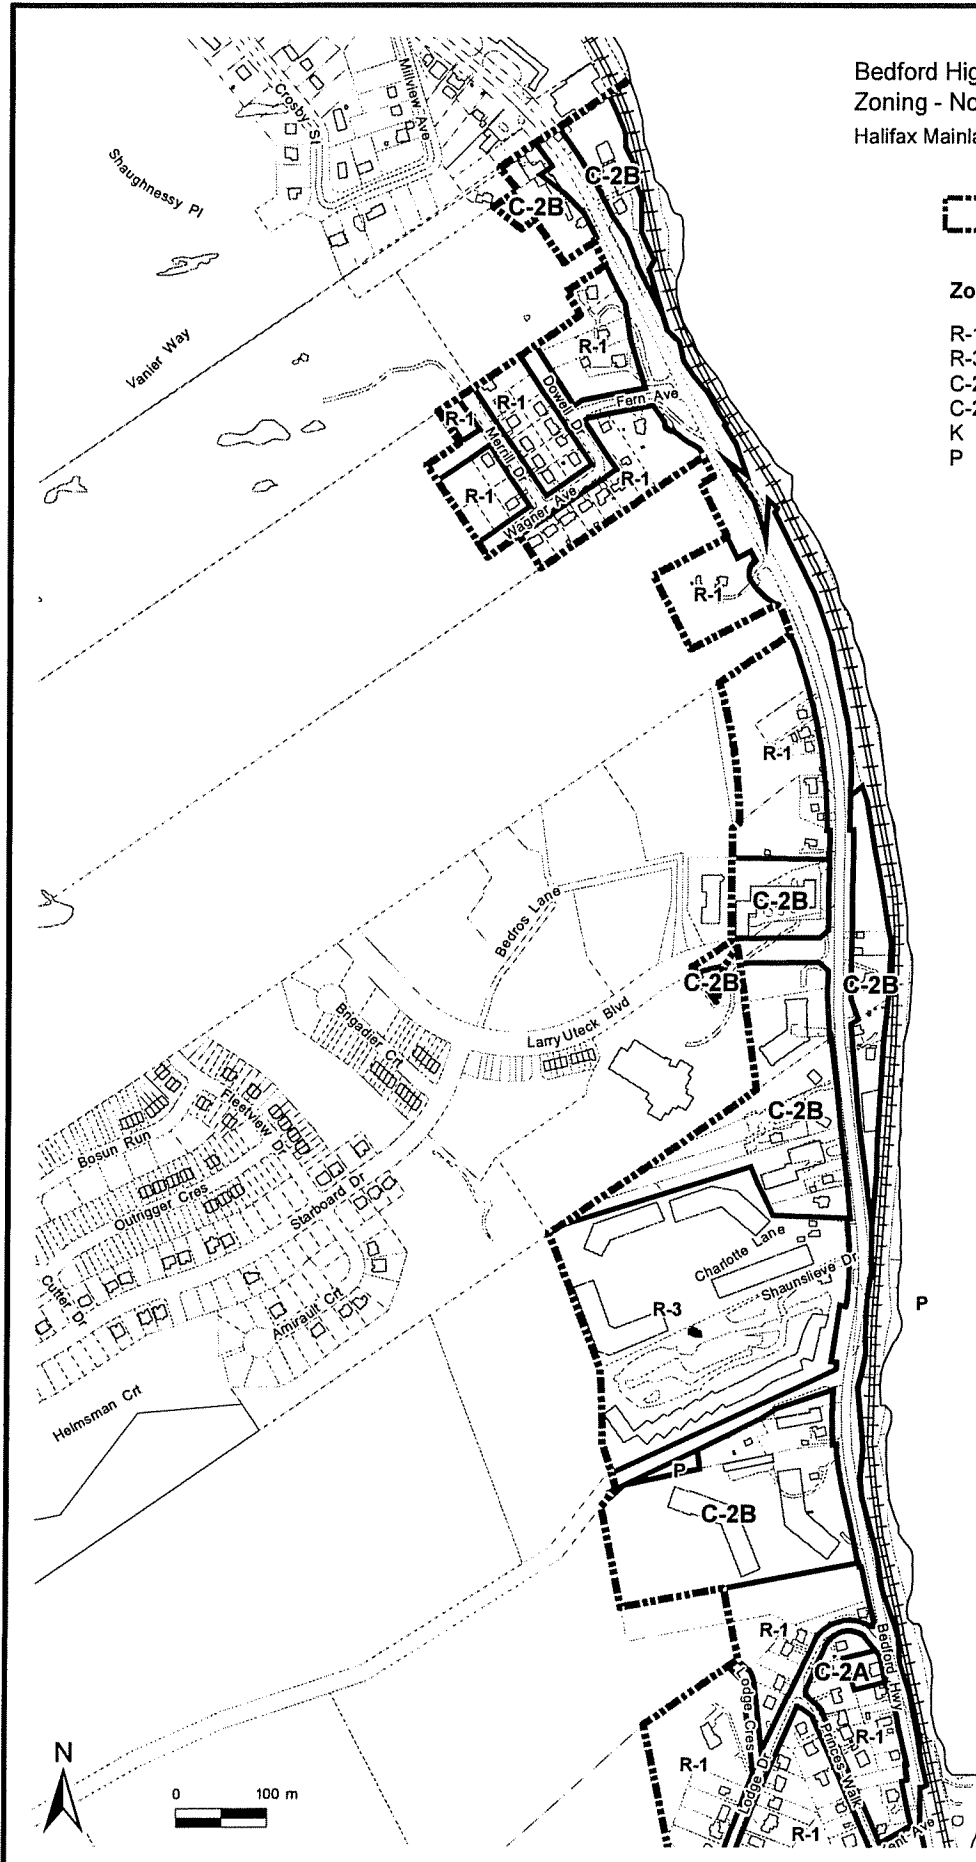 Bedford Hig
Zoning - No
Halifax Mainla
Zo
R-1
R-3
C-2
C-2
K
P
Crosby St
Millview Ave
Shaughnessy Pl
C-2B
C-2B
Vanier Way
R-1
Dowell Dr
Fern Ave
R-1
R-1
Merrill Dr
R-1
R-1
Wagner Ave
R-1
R-1
C-2B
Bedros Lane
C-2B
C-2B
Larry Uteck Blvd
Brigadier Crt
C-2B
Fleetview Dr
Bosun Run
Outrigger Cres
Starboard Dr
Charlotte Lane
Shaunslieve Dr
Cutter Dr
Amirault Crt
R-3
P
Helmsman Crt
P
C-2B
R-1
Bedford Hwy
C-2A
Lodge Cres
R-1
R-1
Princes Walk
Lodge Dr
R-1
N
0 100 m